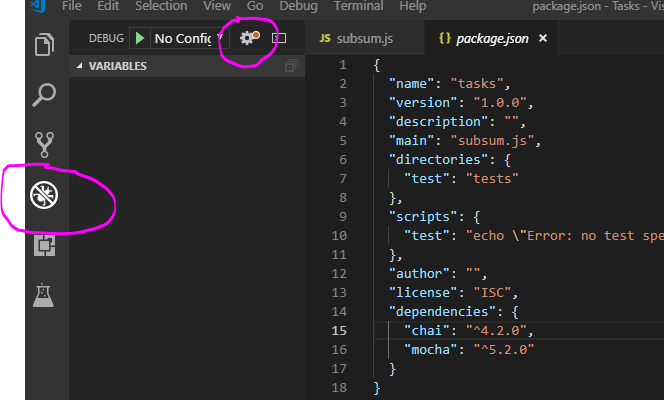 File Edit Selection View Go Debug Terminal Help package.json - Tasks - Vis
DEBUG No Config
subsum.js
package.json
VARIABLES
1 {
2 "name": "tasks",
3 "version": "1.0.0",
4 "description": "",
5 "main": "subsum.js",
6 "directories": {
7 "test": "tests"
8 },
9 "scripts": {
10 "test": "echo \"Error: no test spe
11 },
12 "author": "",
13 "license": "ISC",
14 "dependencies": {
15 "chai": "^4.2.0",
16 "mocha": "^5.2.0"
17 }
18 }